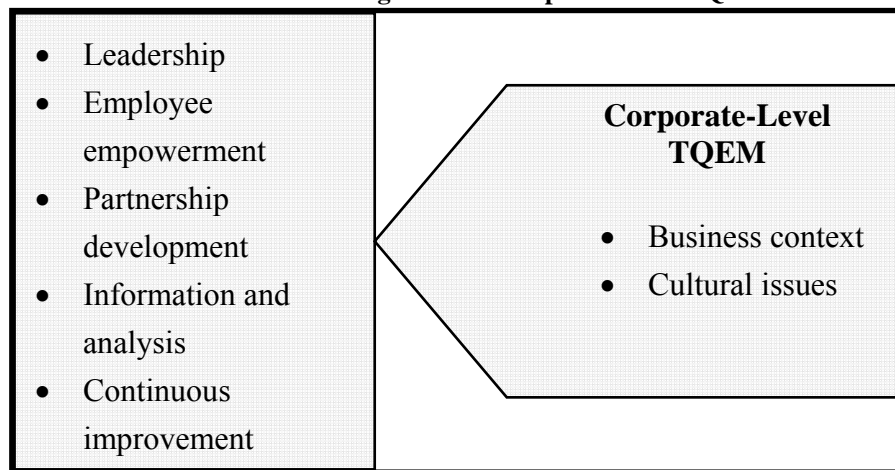 • Leadership
• Employee
empowerment
• Partnership
development
• Information and
analysis
• Continuous
improvement
Corporate-Level
TQEM
• Business context
• Cultural issues